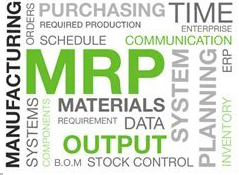 MANUFACTURING
ORDERS
PURCHASING
TIME
REQUIRED PRODUCTION
ENTERPRISE
SCHEDULE
COMMUNICATION
MRP
SYSTEM
PLANNING
ERP
MATERIALS
SYSTEMS
COMPONENTS
REQUIREMENT
DATA
INVENTORY
OUTPUT
B.O.M
STOCK CONTROL